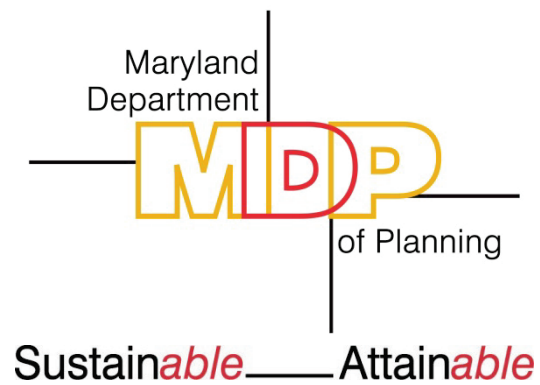 Maryland
Department
MDP
of Planning
Sustainable Attainable